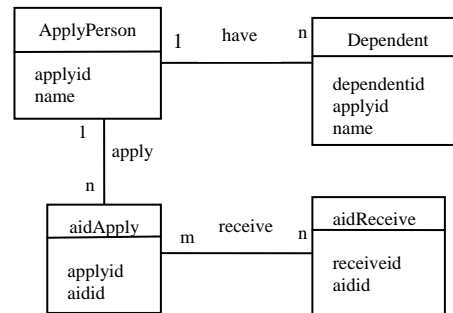 ApplyPerson
applyid
name
1
have
n
Dependent
dependentid
applyid
name
1
apply
n
aidApply
applyid
aidid
m
receive
n
aidReceive
receiveid
aidid